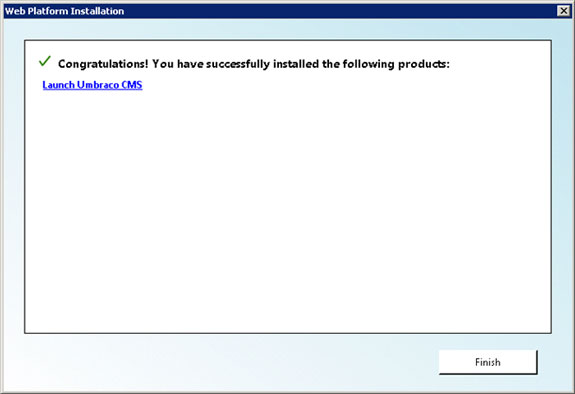 Web Platform Installation
Congratulations! You have successfully installed the following products:
Launch Umbraco CMS
Finish